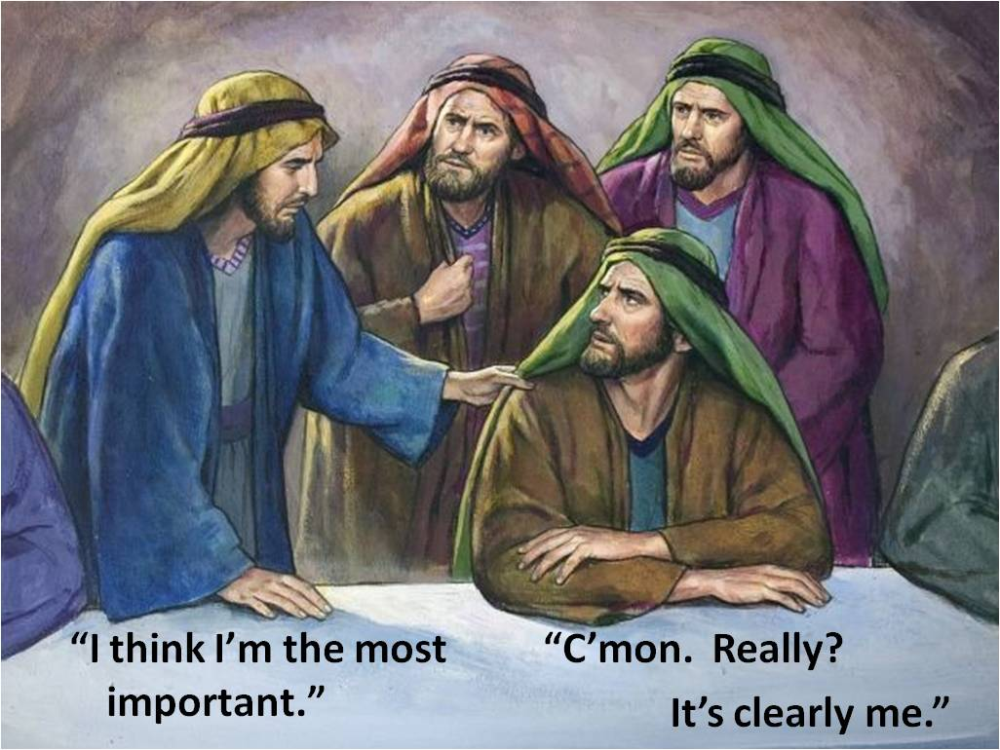 “I think I’m the most
important.”
“C’mon.  Really?
It’s clearly me.”